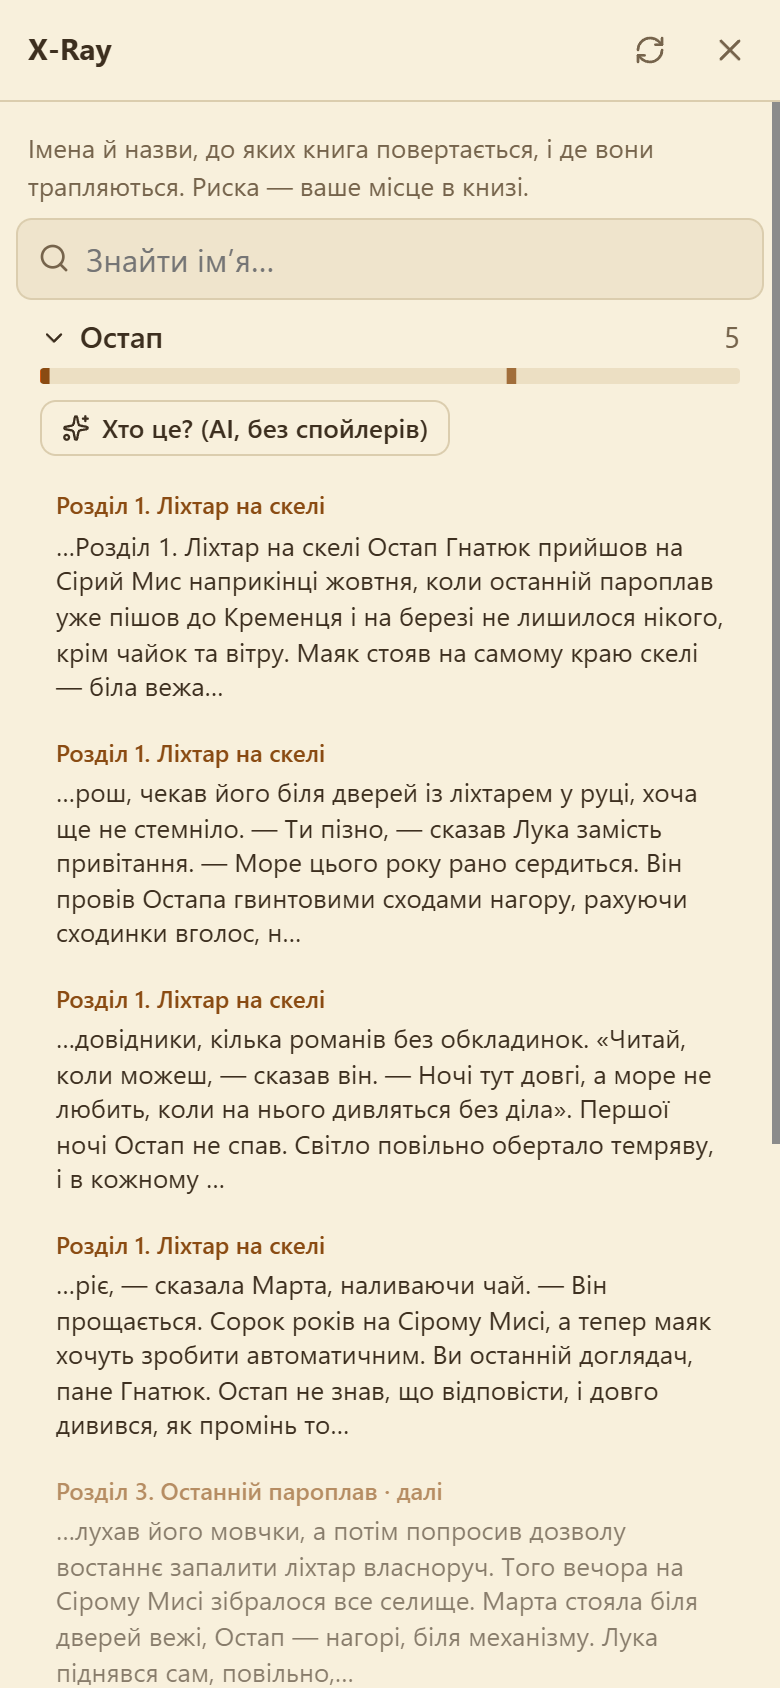 X-Ray
Імена й назви, до яких книга повертається, і де вони
трапляються. Риска — ваше місце в книзі.
Знайти ім’я…
Остап
5
Хто це? (AI, без спойлерів)
Розділ 1. Ліхтар на скелі
…Розділ 1. Ліхтар на скелі Остап Гнатюк прийшов на
Сірий Мис наприкінці жовтня, коли останній пароплав
уже пішов до Кременця і на березі не лишилося нікого,
крім чайок та вітру. Маяк стояв на самому краю скелі
— біла вежа…
Розділ 1. Ліхтар на скелі
…рош, чекав його біля дверей із ліхтарем у руці, хоча
ще не стемніло. — Ти пізно, — сказав Лука замість
привітання. — Море цього року рано сердиться. Він
провів Остапа гвинтовими сходами нагору, рахуючи
сходинки вголос, н…
Розділ 1. Ліхтар на скелі
…довідники, кілька романів без обкладинок. «Читай,
коли можеш, — сказав він. — Ночі тут довгі, а море не
любить, коли на нього дивляться без діла». Першої
ночі Остап не спав. Світло повільно обертало темряву,
і в кожному …
Розділ 1. Ліхтар на скелі
…ріє, — сказала Марта, наливаючи чай. — Він
прощається. Сорок років на Сірому Мисі, а тепер маяк
хочуть зробити автоматичним. Ви останній доглядач,
пане Гнатюк. Остап не знав, що відповісти, і довго
дивився, як промінь то…
Розділ 3. Останній пароплав · далі
…лухав його мовчки, а потім попросив дозволу
востаннє запалити ліхтар власноруч. Того вечора на
Сірому Мисі зібралося все селище. Марта стояла біля
дверей вежі, Остап — нагорі, біля механізму. Лука
піднявся сам, повільно,…